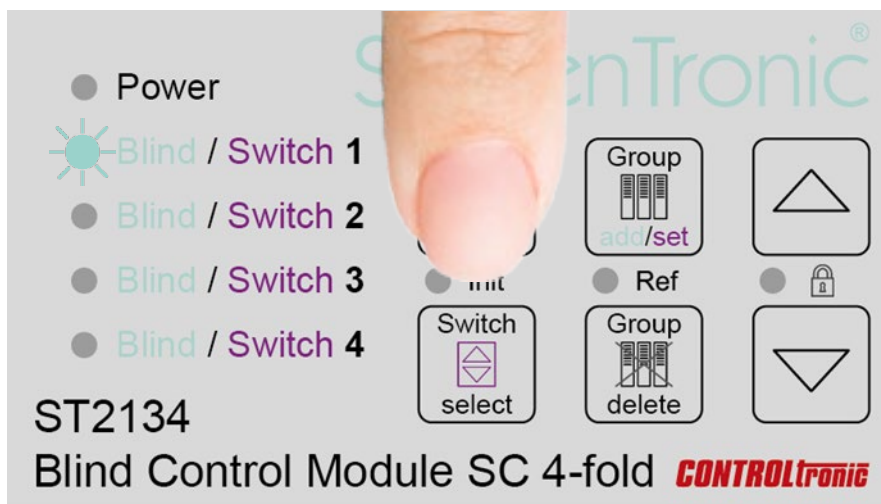 enTronic®
Power
Blind / Switch 1
Blind / Switch 2
Blind / Switch 3
Blind / Switch 4
Group
add/set
Init
Ref
Switch
select
Group
delete
ST2134
Blind Control Module SC 4-fold CONTROLtronic